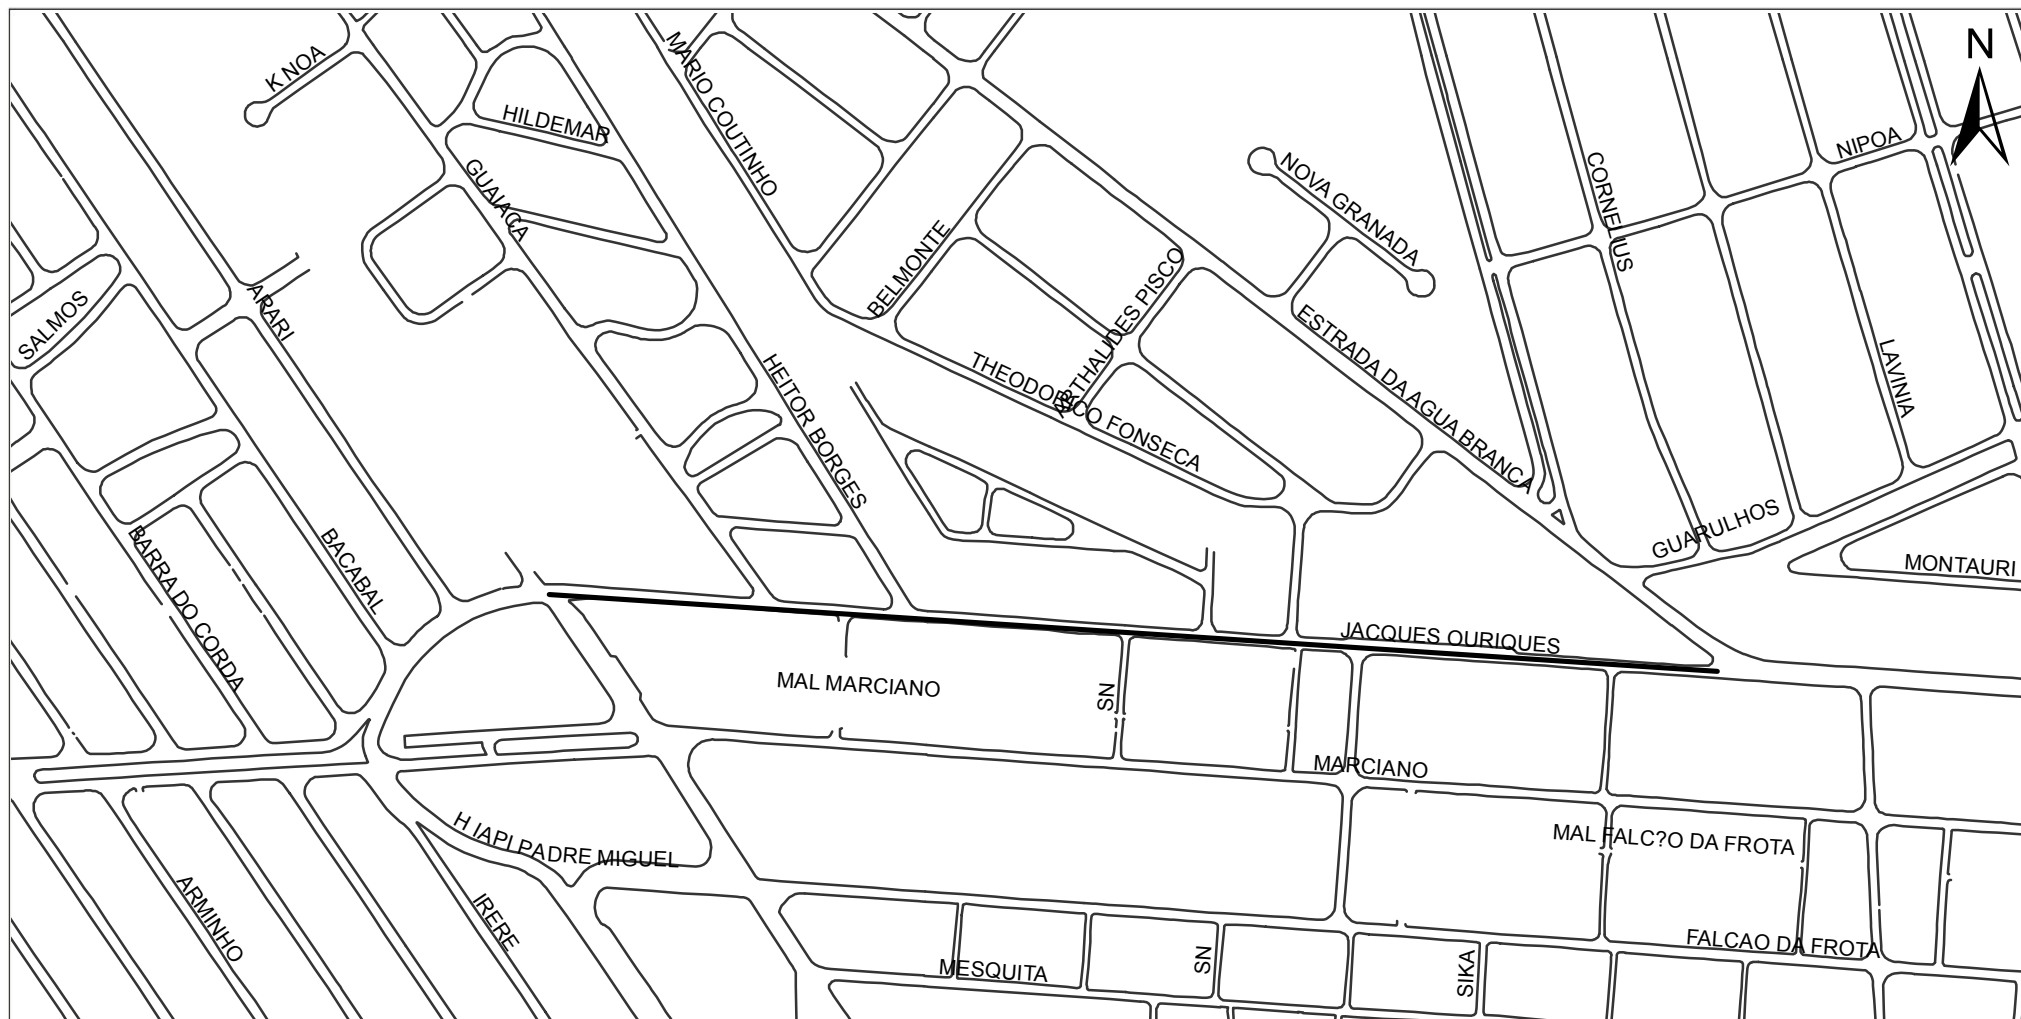 N
K NOA
MARIO COUTINHO
HILDEMAR
NIPOA
CORNELIUS
NOVA GRANADA
GUAIACA
BELMONTE
SALMOS
ARARI
THALIDES PISCO
ESTRADA DA AGUA BRANCA
LAVINIA
HEITOR BORGES
THEODORICO FONSECA
GUARULHOS
BARRA DO CORDA
BACABAL
MONTAURI
JACQUES OURIQUES
MAL MARCIANO
SN
MARCIANO
H IAPI PADRE MIGUEL
MAL FALC?O DA FROTA
ARMINHO
IRERE
FALCAO DA FROTA
MESQUITA
SN
SIKA